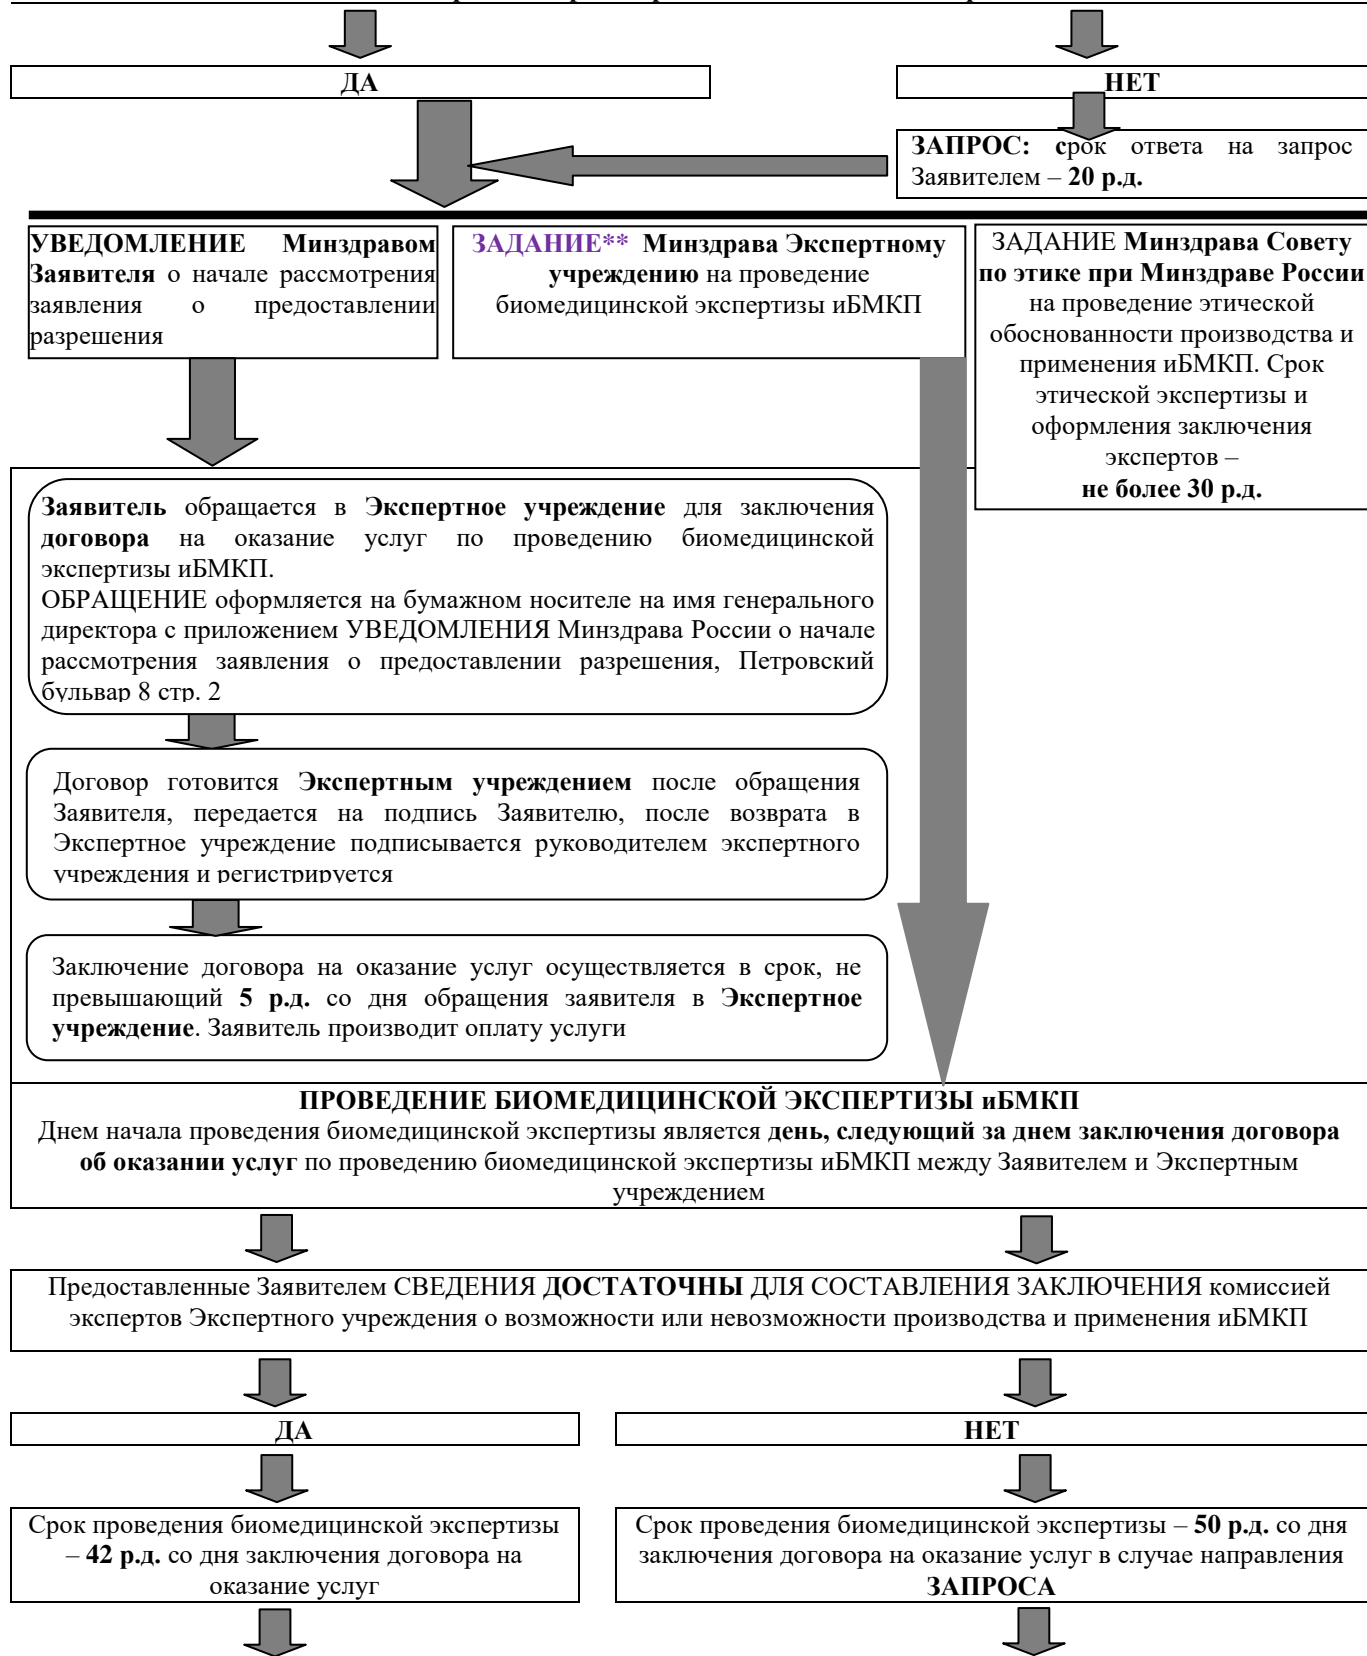 ДА
НЕТ
ЗАПРОС: срок ответа на запрос
Заявителем – 20 р.д.
УВЕДОМЛЕНИЕ Минздравом
Заявителя о начале рассмотрения
заявления о предоставлении
разрешения
ЗАДАНИЕ** Минздрава Экспертному
учреждению на проведение
биомедицинской экспертизы иБМКП
ЗАДАНИЕ Минздрава Совету
по этике при Минздраве России
на проведение этической
обоснованности производства и
применения иБМКП. Срок
этической экспертизы и
оформления заключения
экспертов –
не более 30 р.д.
Заявитель обращается в Экспертное учреждение для заключения
договора на оказание услуг по проведению биомедицинской
экспертизы иБМКП.
ОБРАЩЕНИЕ оформляется на бумажном носителе на имя генерального
директора с приложением УВЕДОМЛЕНИЯ Минздрава России о начале
рассмотрения заявления о предоставлении разрешения, Петровский
бульвар 8 стр. 2
Договор готовится Экспертным учреждением после обращения
Заявителя, передается на подпись Заявителю, после возврата в
Экспертное учреждение подписывается руководителем экспертного
учреждения и регистрируется
Заключение договора на оказание услуг осуществляется в срок, не
превышающий 5 р.д. со дня обращения заявителя в Экспертное
учреждение. Заявитель производит оплату услуги
ПРОВЕДЕНИЕ БИОМЕДИЦИНСКОЙ ЭКСПЕРТИЗЫ иБМКП
Днем начала проведения биомедицинской экспертизы является день, следующий за днем заключения договора
об оказании услуг по проведению биомедицинской экспертизы иБМКП между Заявителем и Экспертным
учреждением
Предоставленные Заявителем СВЕДЕНИЯ ДОСТАТОЧНЫ ДЛЯ СОСТАВЛЕНИЯ ЗАКЛЮЧЕНИЯ комиссией
экспертов Экспертного учреждения о возможности или невозможности производства и применения иБМКП
ДА
НЕТ
Срок проведения биомедицинской экспертизы
– 42 р.д. со дня заключения договора на
оказание услуг
Срок проведения биомедицинской экспертизы – 50 р.д. со дня
заключения договора на оказание услуг в случае направления
ЗАПРОСА